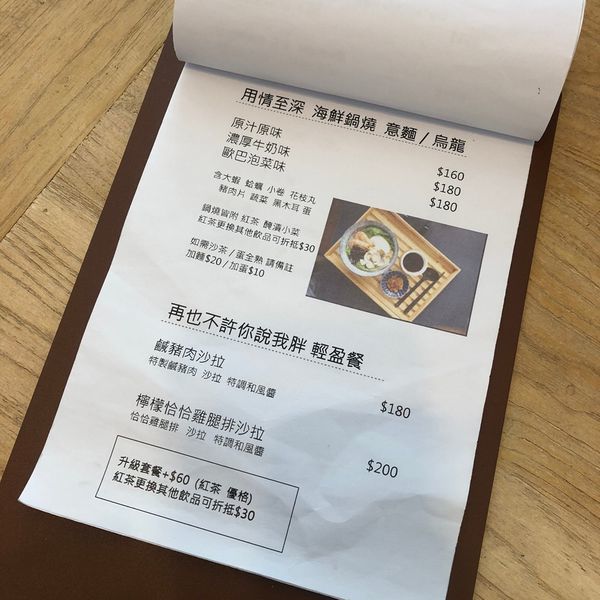 用情至深 海鮮鍋燒 意麵/烏龍
原汁原味 $160
濃厚牛奶味 $180
歐巴泡菜味 $180
含大蝦 蛤蠣 小卷 花枝丸
豬肉片 蔬菜 黑木耳 蛋
鍋燒皆附 紅茶 醃漬小菜
紅茶更換其他飲品可折抵$30
如需沙茶/蛋全熟 請備註
加麵$20/加蛋$10
再也不許你說我胖 輕盈餐
鹹豬肉沙拉 $180
特製鹹豬肉 沙拉 特調和風醬
檸檬恰恰雞腿排沙拉 $200
恰恰雞腿排 沙拉 特調和風醬
升級套餐+$60 (紅茶 優格)
紅茶更換其他飲品可折抵$30